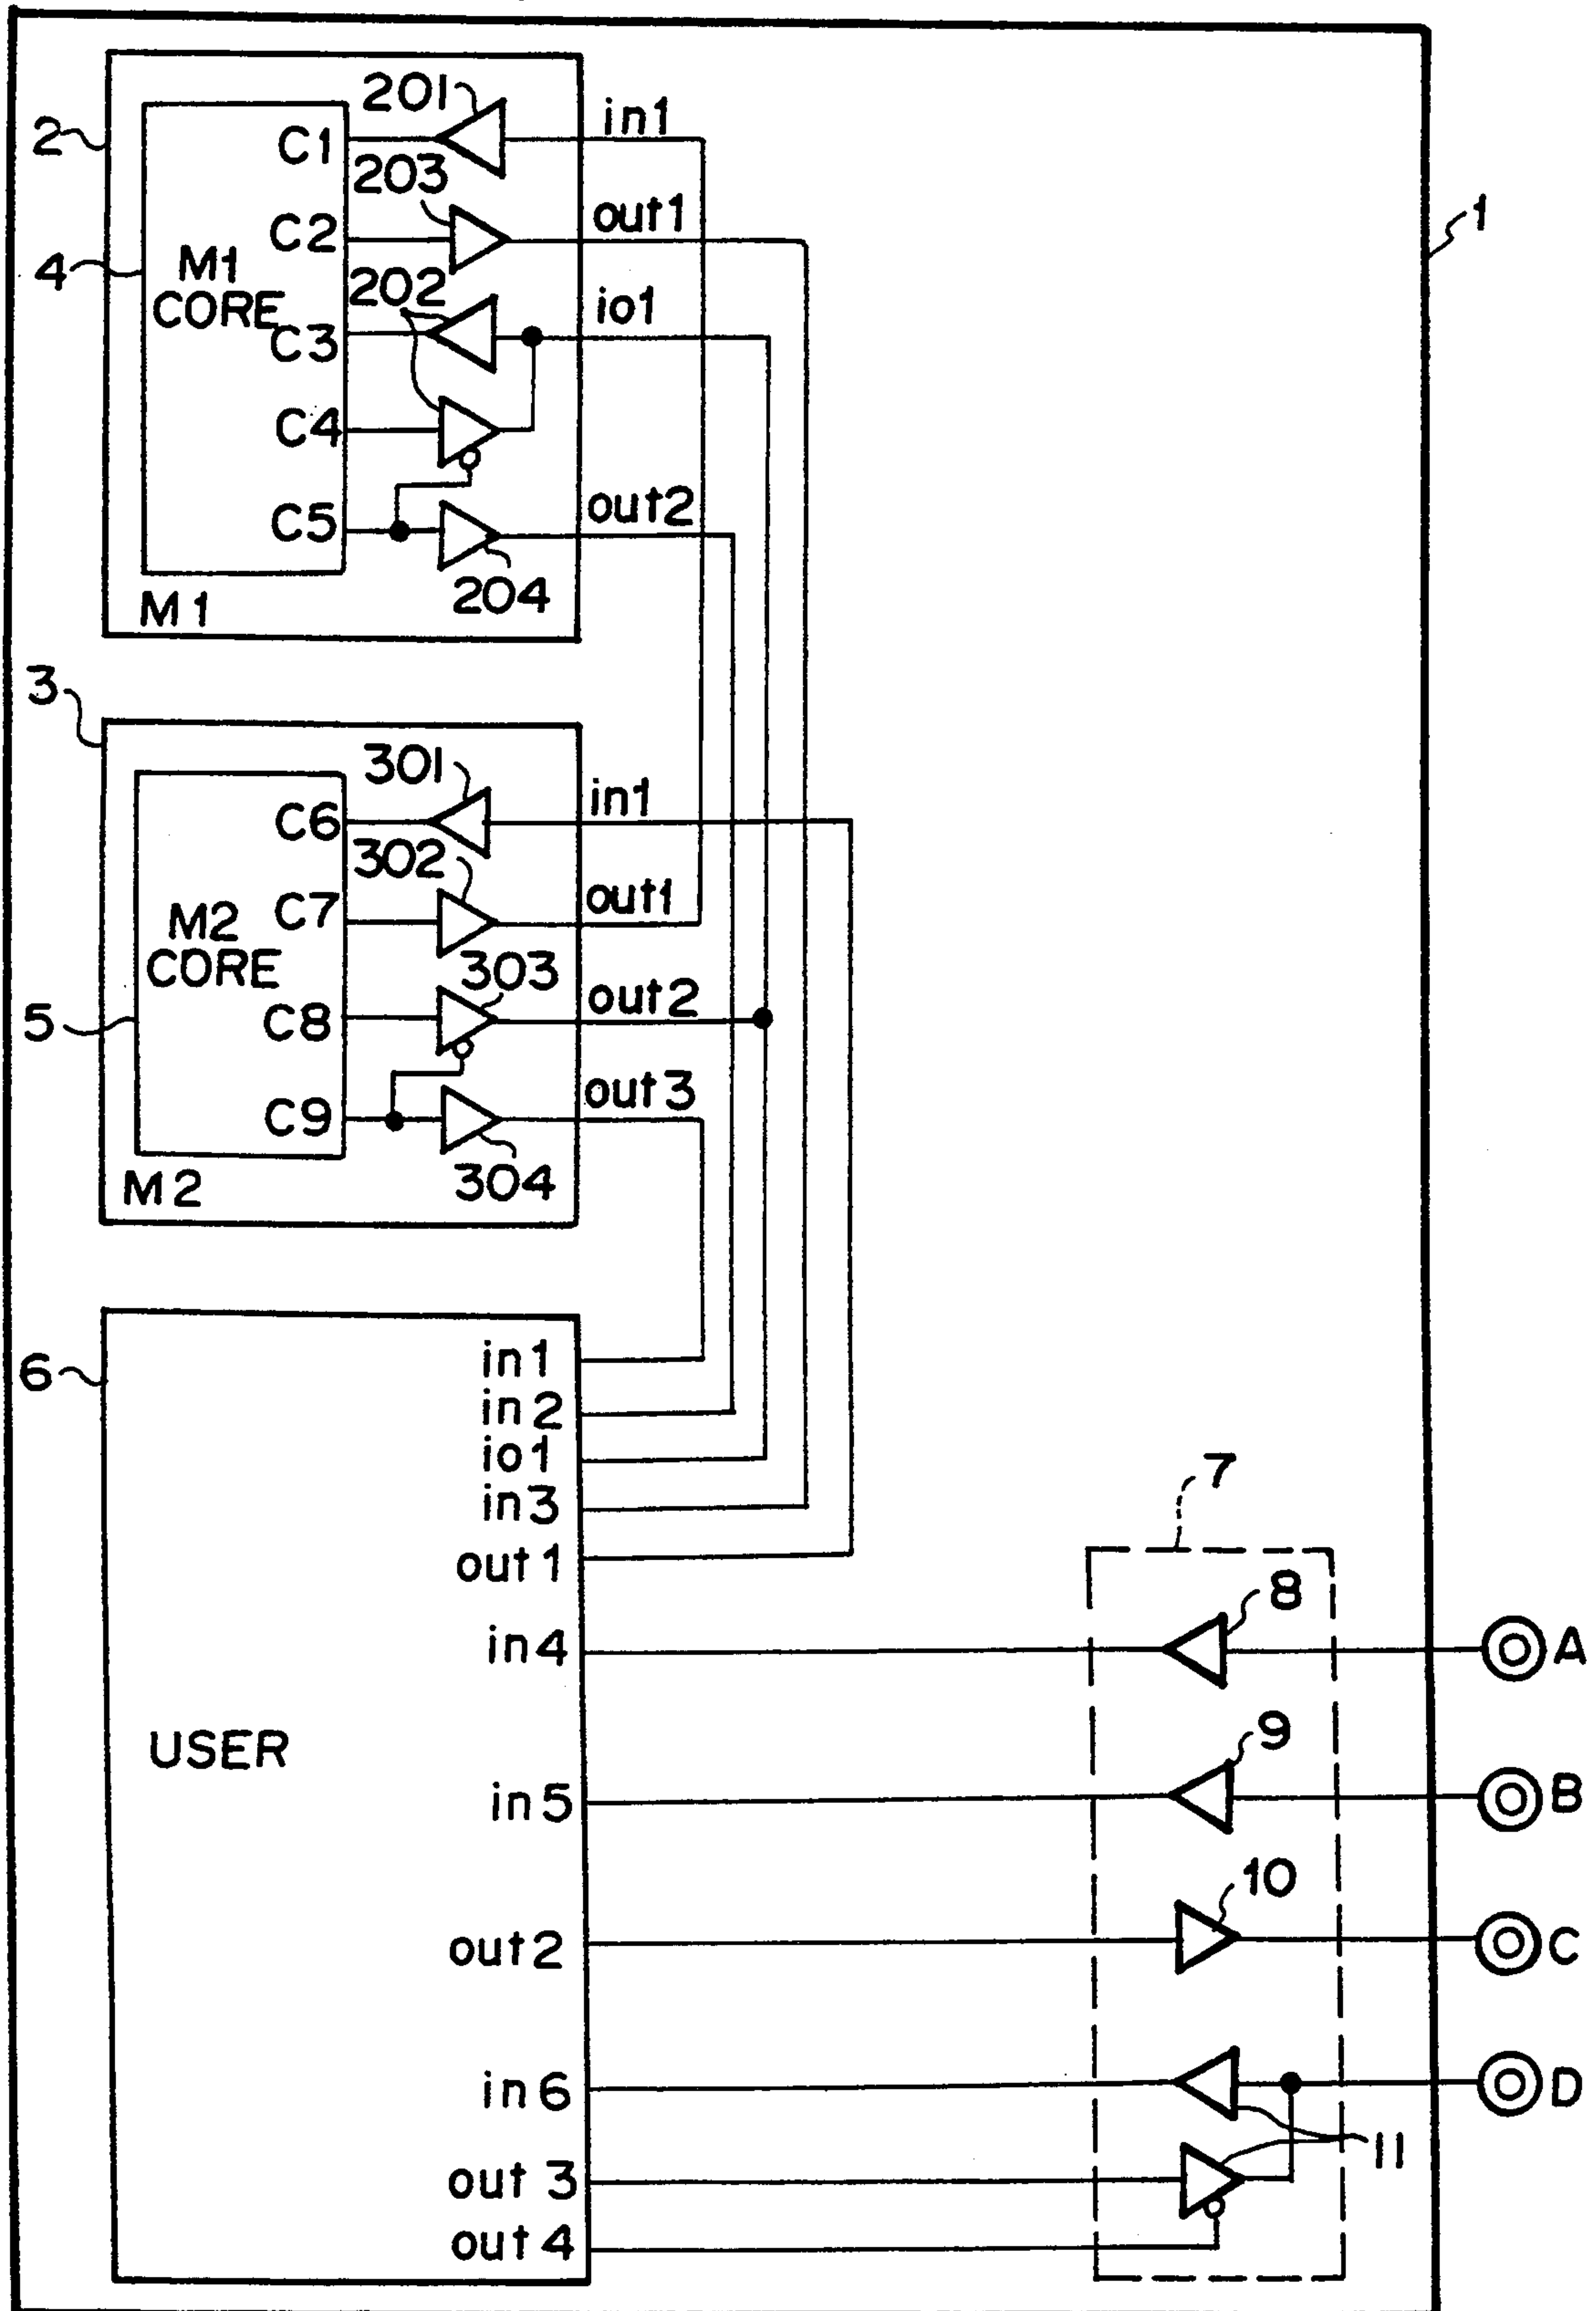 201
in1
2
C1
203
out1
1
C2
4
M1
CORE
202
io1
C3
C4
out2
C5
204
M1
3
301
in1
C6
302
out1
C7
M2
CORE
303
out2
5
C8
out3
C9
304
M2
in1
6
in2
io1
in3
7
out1
8
in4
A
USER
9
in5
B
10
out2
C
in6
D
11
out 3
out 4